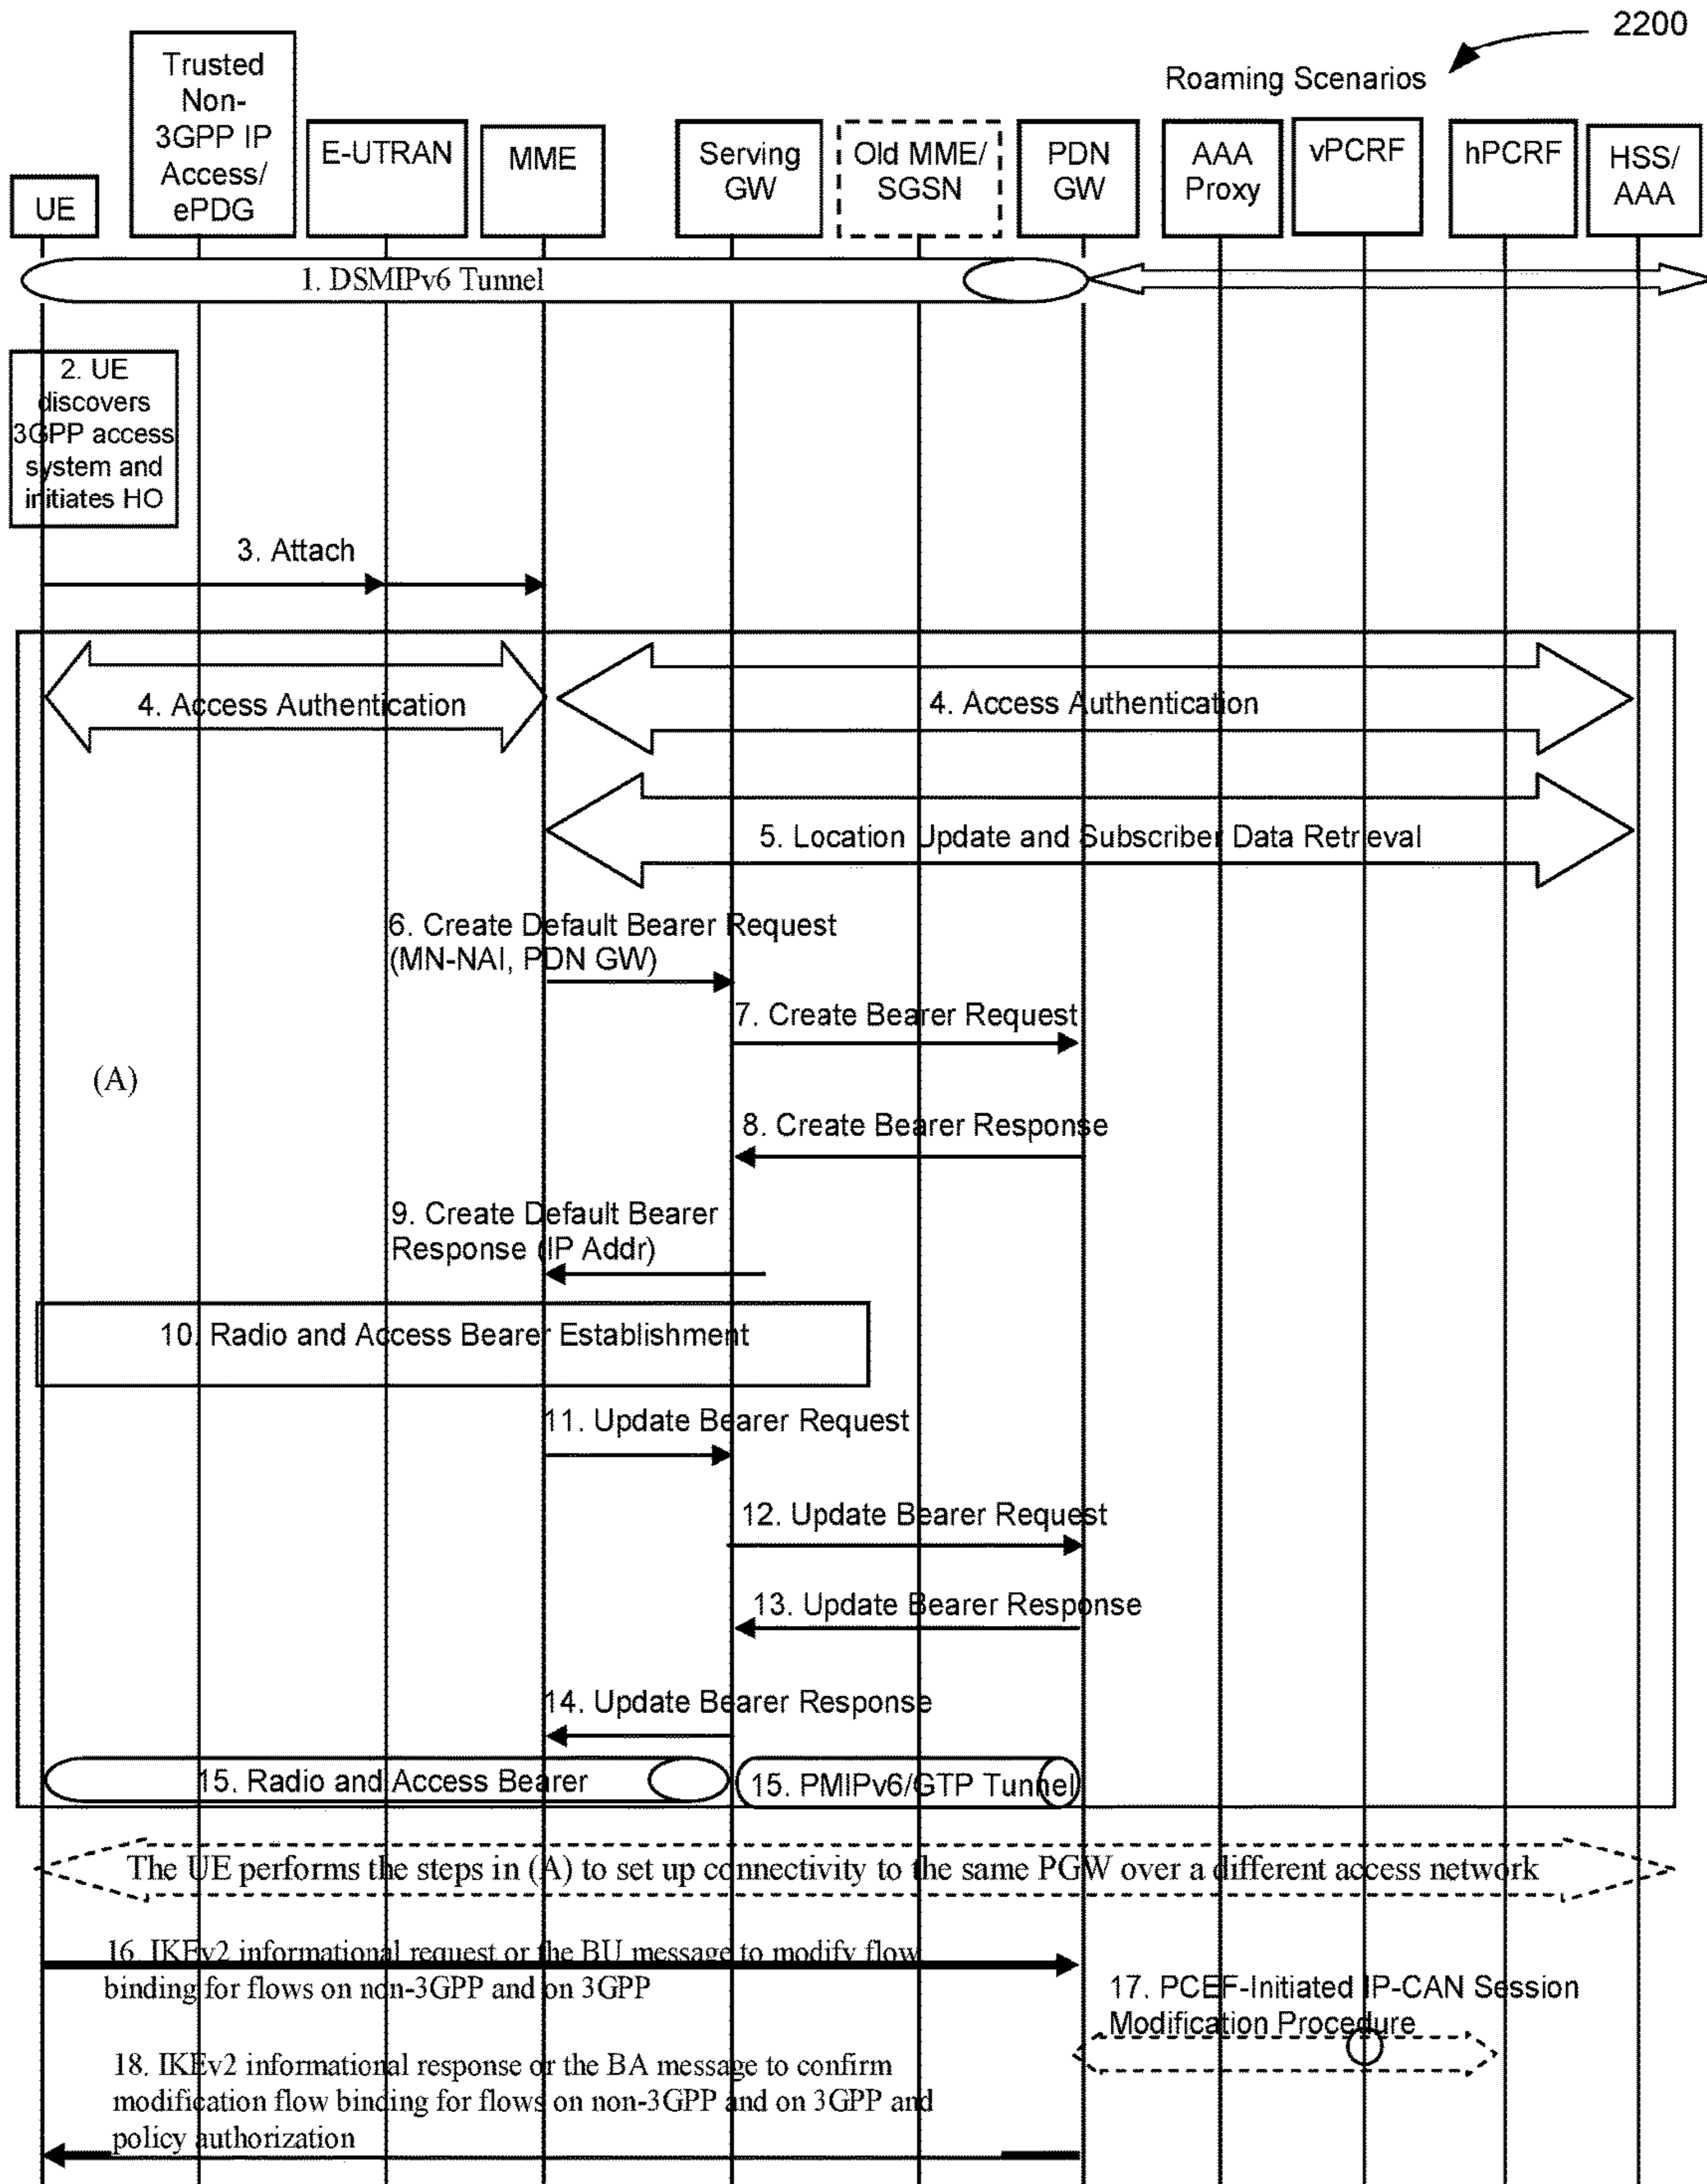 2200
Roaming Scenarios
UE
Trusted
Non-
3GPP IP
Access/
ePDG
E-UTRAN
MME
Serving
GW
Old MME/
SGSN
PDN
GW
AAA
Proxy
vPCRF
hPCRF
HSS/
AAA
1. DSMIPv6 Tunnel
2. UE
discovers
3GPP access
system and
initiates HO
3. Attach
4. Access Authentication
4. Access Authentication
5. Location Update and Subscriber Data Retrieval
6. Create Default Bearer Request
(MN-NAI, PDN GW)
7. Create Bearer Request
(A)
8. Create Bearer Response
9. Create Default Bearer
Response (IP Addr)
10. Radio and Access Bearer Establishment
11. Update Bearer Request
12. Update Bearer Request
13. Update Bearer Response
14. Update Bearer Response
15. Radio and Access Bearer
15. PMIPv6/GTP Tunnel
The UE performs the steps in (A) to set up connectivity to the same PGW over a different access network
16. IKEv2 informational request or the BU message to modify flow
binding for flows on non-3GPP and on 3GPP
17. PCEF-Initiated IP-CAN Session
Modification Procedure
18. IKEv2 informational response or the BA message to confirm
modification flow binding for flows on non-3GPP and on 3GPP and
policy authorization